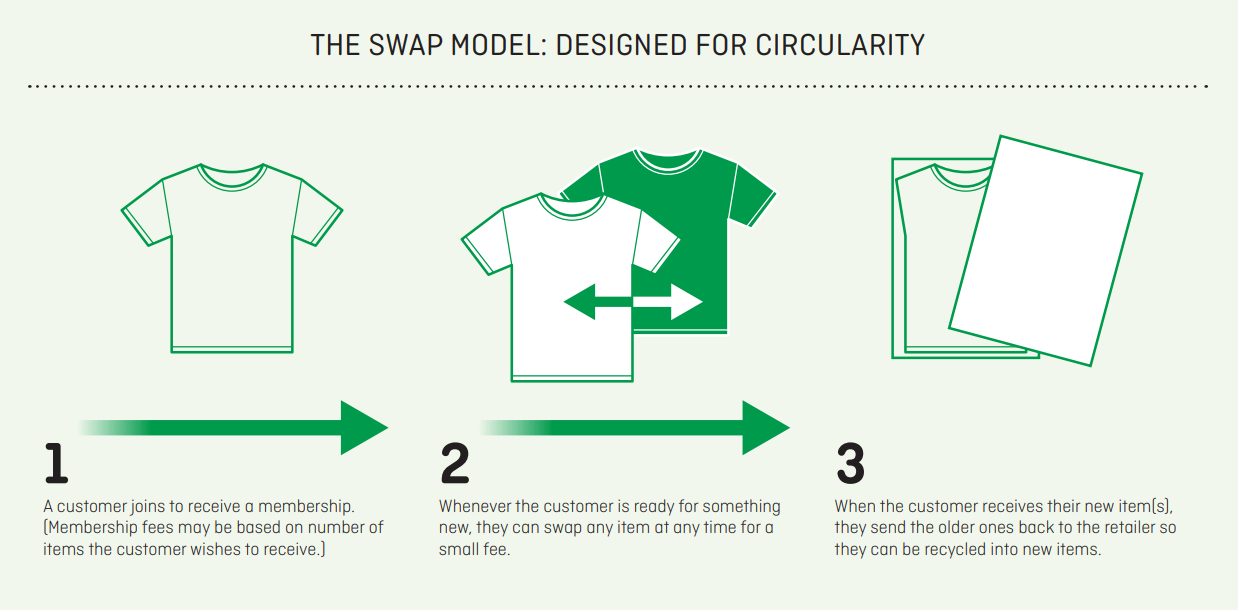 THE SWAP MODEL: DESIGNED FOR CIRCULARITY
1
A customer joins to receive a membership.
(Membership fees may be based on number of
items the customer wishes to receive.)
2
Whenever the customer is ready for something
new, they can swap any item at any time for a
small fee.
3
When the customer receives their new item(s),
they send the older ones back to the retailer so
they can be recycled into new items.